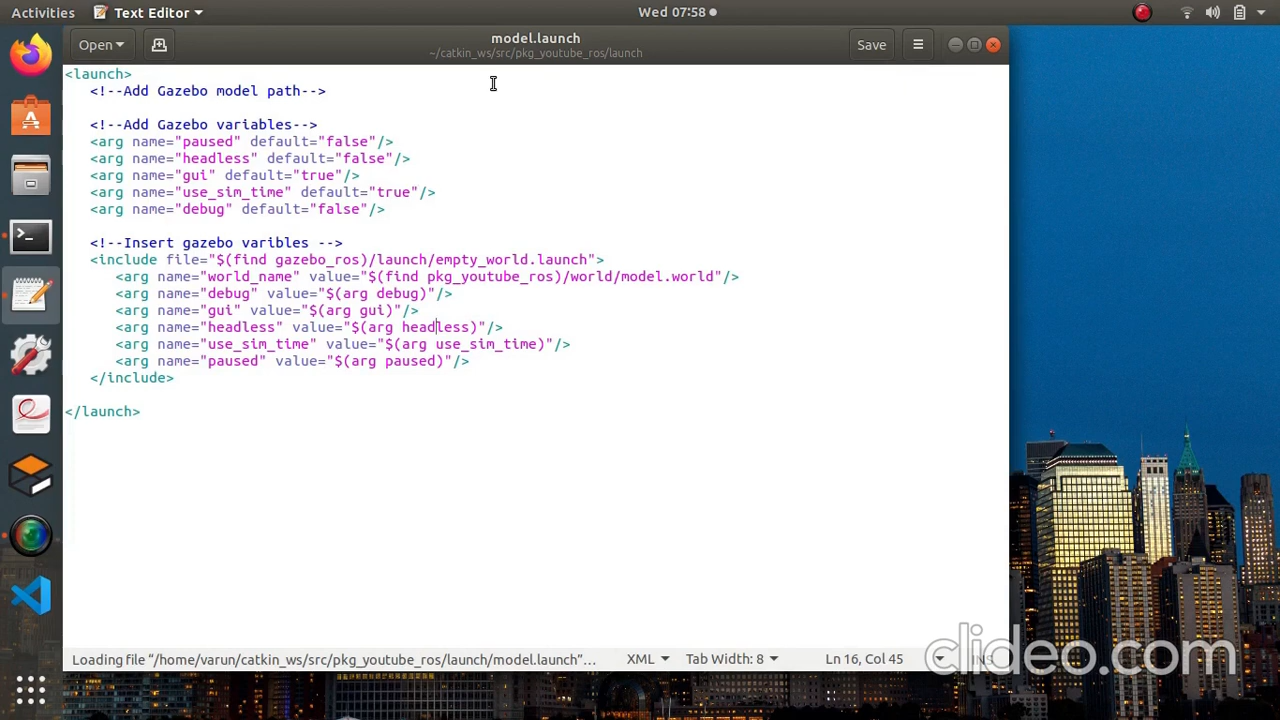 Activities Text Editor Wed 07:58
Open model.launch Save
~/catkin_ws/src/pkg_youtube_ros/launch
<launch>
<!--Add Gazebo model path-->
<!--Add Gazebo variables-->
<arg name="paused" default="false"/>
<arg name="headless" default="false"/>
<arg name="gui" default="true"/>
<arg name="use_sim_time" default="true"/>
<arg name="debug" default="false"/>
<!--Insert gazebo varibles -->
<include file="$(find gazebo_ros)/launch/empty_world.launch">
<arg name="world_name" value="$(find pkg_youtube_ros)/world/model.world"/>
<arg name="debug" value="$(arg debug)"/>
<arg name="gui" value="$(arg gui)"/>
<arg name="headless" value="$(arg headless)"/>
<arg name="use_sim_time" value="$(arg use_sim_time)"/>
<arg name="paused" value="$(arg paused)"/>
</include>
</launch>
Loading file “/home/varun/catkin_ws/src/pkg_youtube_ros/launch/model.launch”… XML Tab Width: 8 Ln 16, Col 45 INS
clideo.com